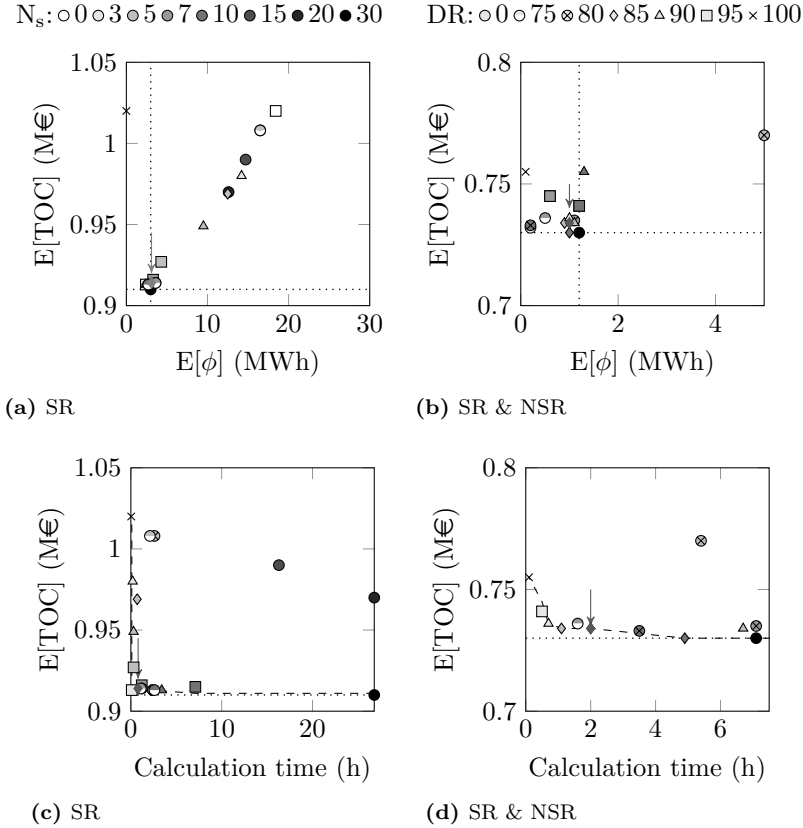 Nₛ: 0 3 5 7 10 15 20 30
DR: 0 75 80 85 90 95 100
1.05
1
0.95
0.9
0 10 20 30
E[TOC] (M€)
E[ϕ] (MWh)
(a) SR
0.8
0.75
0.7
0 2 4
E[TOC] (M€)
E[ϕ] (MWh)
(b) SR & NSR
1.05
1
0.95
0.9
0 10 20
E[TOC] (M€)
Calculation time (h)
(c) SR
0.8
0.75
0.7
0 2 4 6
E[TOC] (M€)
Calculation time (h)
(d) SR & NSR